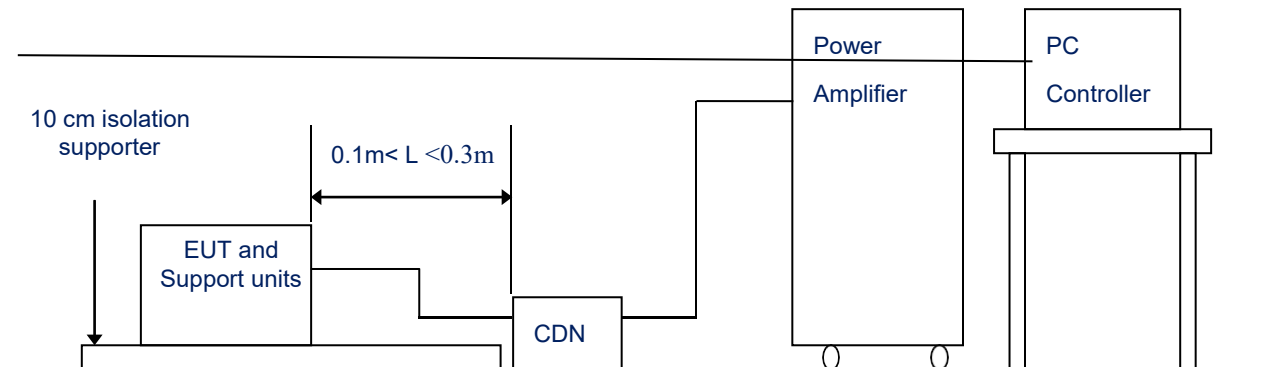 Power
Amplifier
PC
Controller
10 cm isolation
supporter
0.1m< L <0.3m
EUT and
Support units
CDN